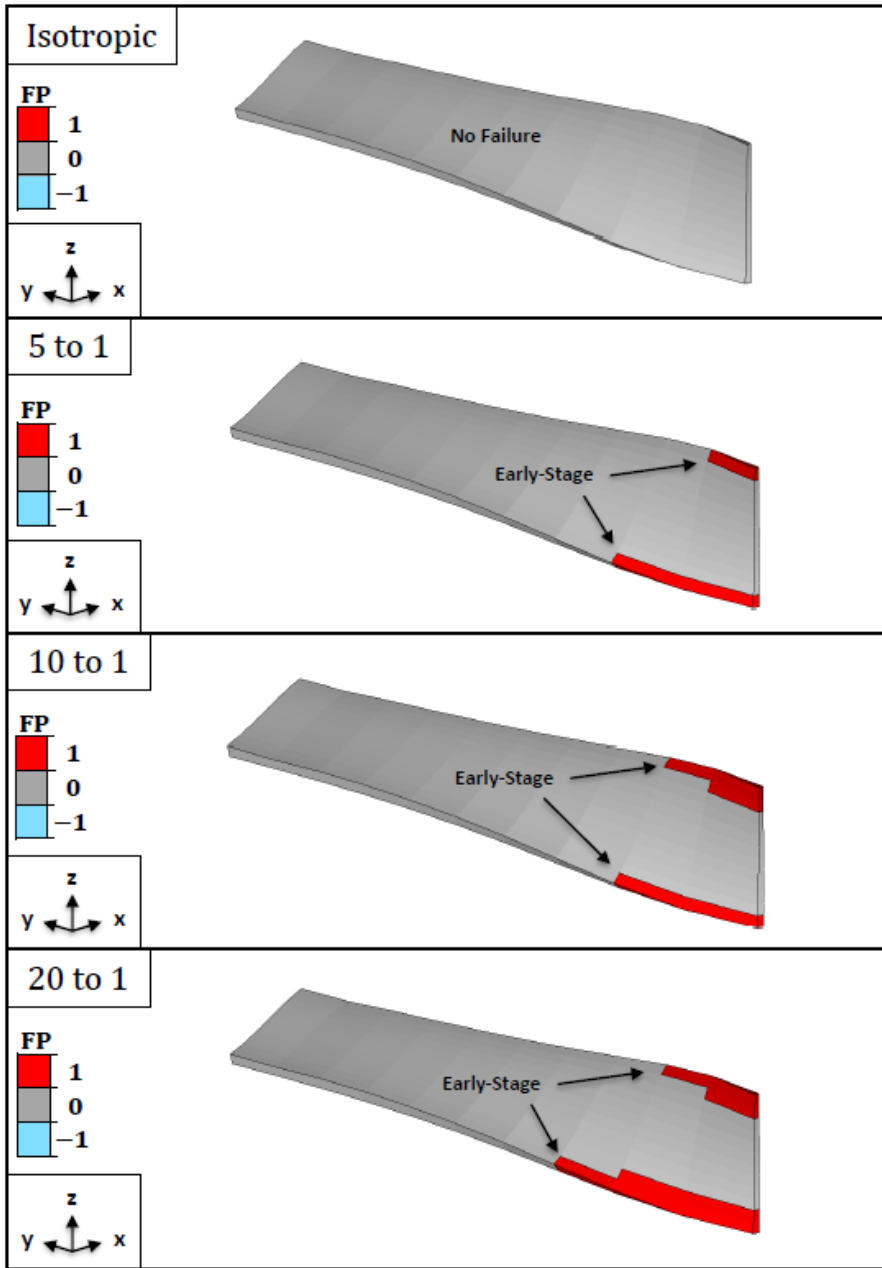 Isotropic
FP
1
0
−1
No Failure
z
y x
5 to 1
FP
1
0
−1
Early-Stage
z
y x
10 to 1
FP
1
0
−1
Early-Stage
z
y x
20 to 1
FP
1
0
−1
Early-Stage
z
y x